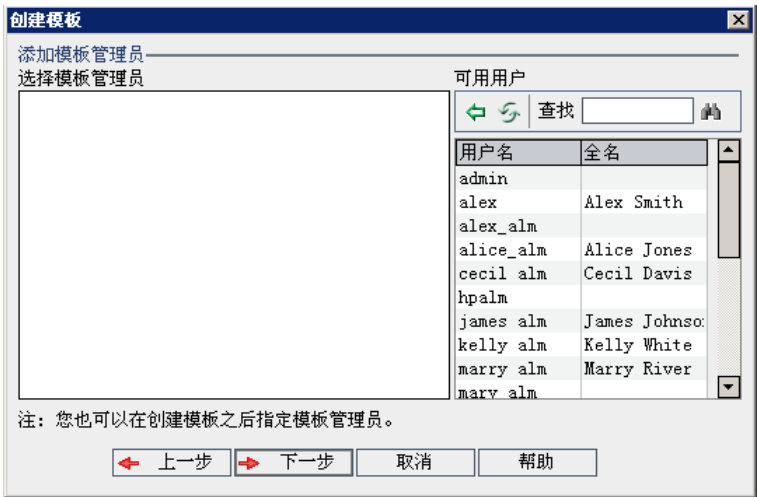 创建模板
添加模板管理员
选择模板管理员
可用用户
查找
用户名 全名
admin
alex Alex Smith
alex_alm
alice_alm Alice Jones
cecil alm Cecil Davis
hpalm
james alm James Johnso
kelly alm Kelly White
marry alm Marry River
mary alm
注: 您也可以在创建模板之后指定模板管理员。
上一步 下一步 取消 帮助